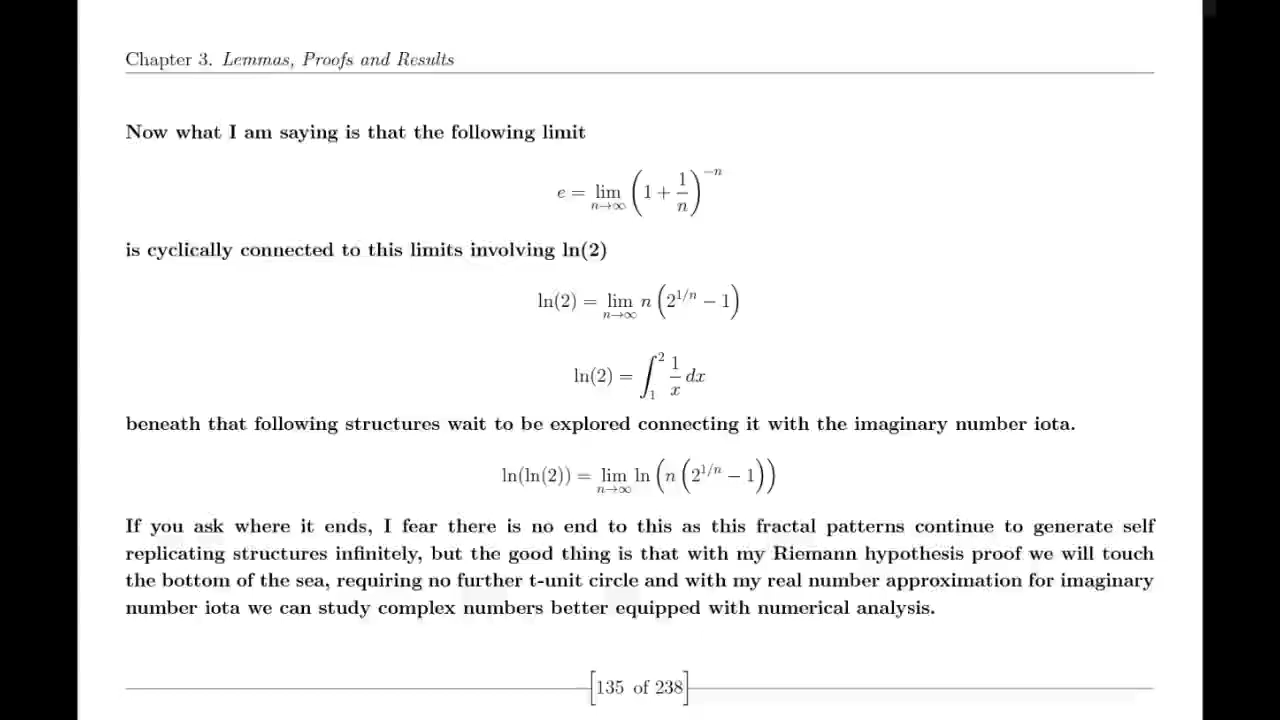 Chapter 3. Lemmas, Proofs and Results
Now what I am saying is that the following limit
e = lim_{n→∞} (1 + 1/n)^{−n}
is cyclically connected to this limits involving ln(2)
ln(2) = lim_{n→∞} n (2^{1/n} − 1)
ln(2) = ∫_1^2 1/x dx
beneath that following structures wait to be explored connecting it with the imaginary number iota.
ln(ln(2)) = lim_{n→∞} ln (n (2^{1/n} − 1))
If you ask where it ends, I fear there is no end to this as this fractal patterns continue to generate self
replicating structures infinitely, but the good thing is that with my Riemann hypothesis proof we will touch
the bottom of the sea, requiring no further t-unit circle and with my real number approximation for imaginary
number iota we can study complex numbers better equipped with numerical analysis.
[135 of 238]